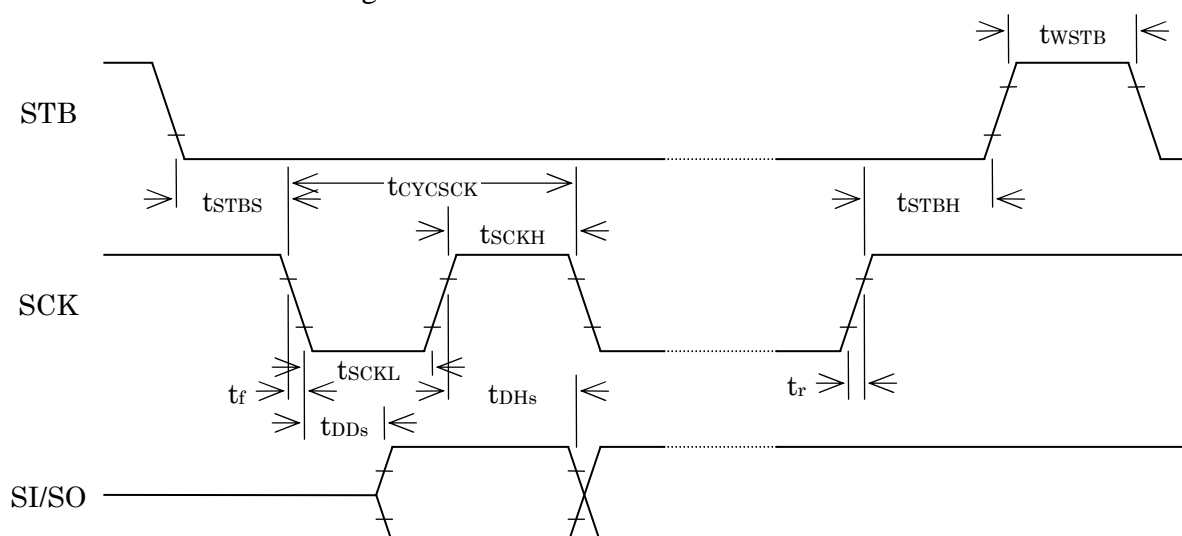 tWSTB
STB
tCYCSCK
tSTBS
tSTBH
tSCKH
SCK
tSCKL
tf
tDHs
tr
tDDs
SI/SO